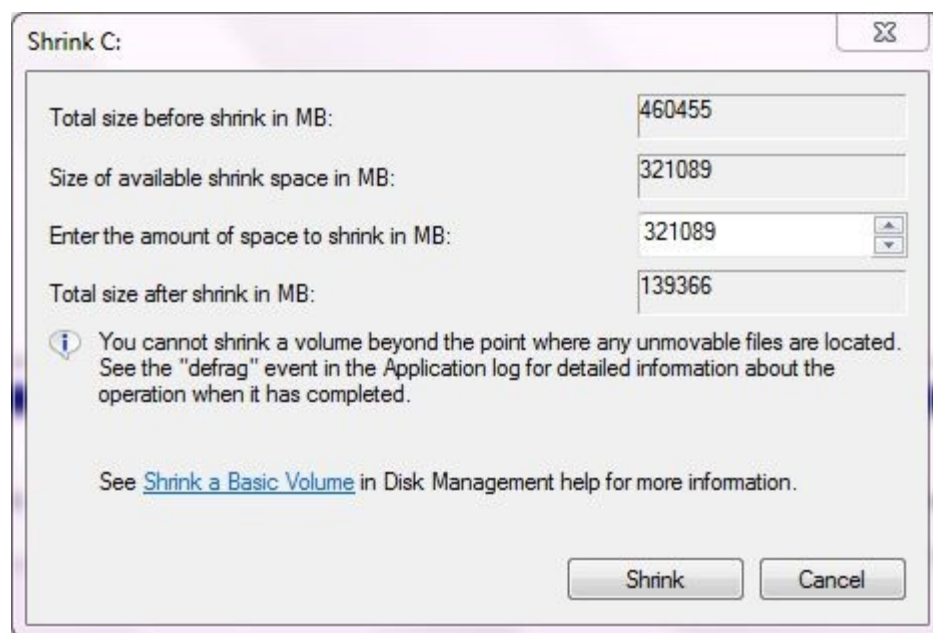 Shrink C:
Total size before shrink in MB: 460455
Size of available shrink space in MB: 321089
Enter the amount of space to shrink in MB: 321089
Total size after shrink in MB: 139366
You cannot shrink a volume beyond the point where any unmovable files are located.
See the "defrag" event in the Application log for detailed information about the
operation when it has completed.
See Shrink a Basic Volume in Disk Management help for more information.
Shrink Cancel